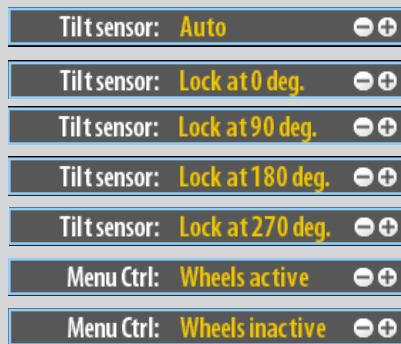 Tilt sensor: Auto
Tilt sensor: Lock at 0 deg.
Tilt sensor: Lock at 90 deg.
Tilt sensor: Lock at 180 deg.
Tilt sensor: Lock at 270 deg.
Menu Ctrl: Wheels active
Menu Ctrl: Wheels inactive